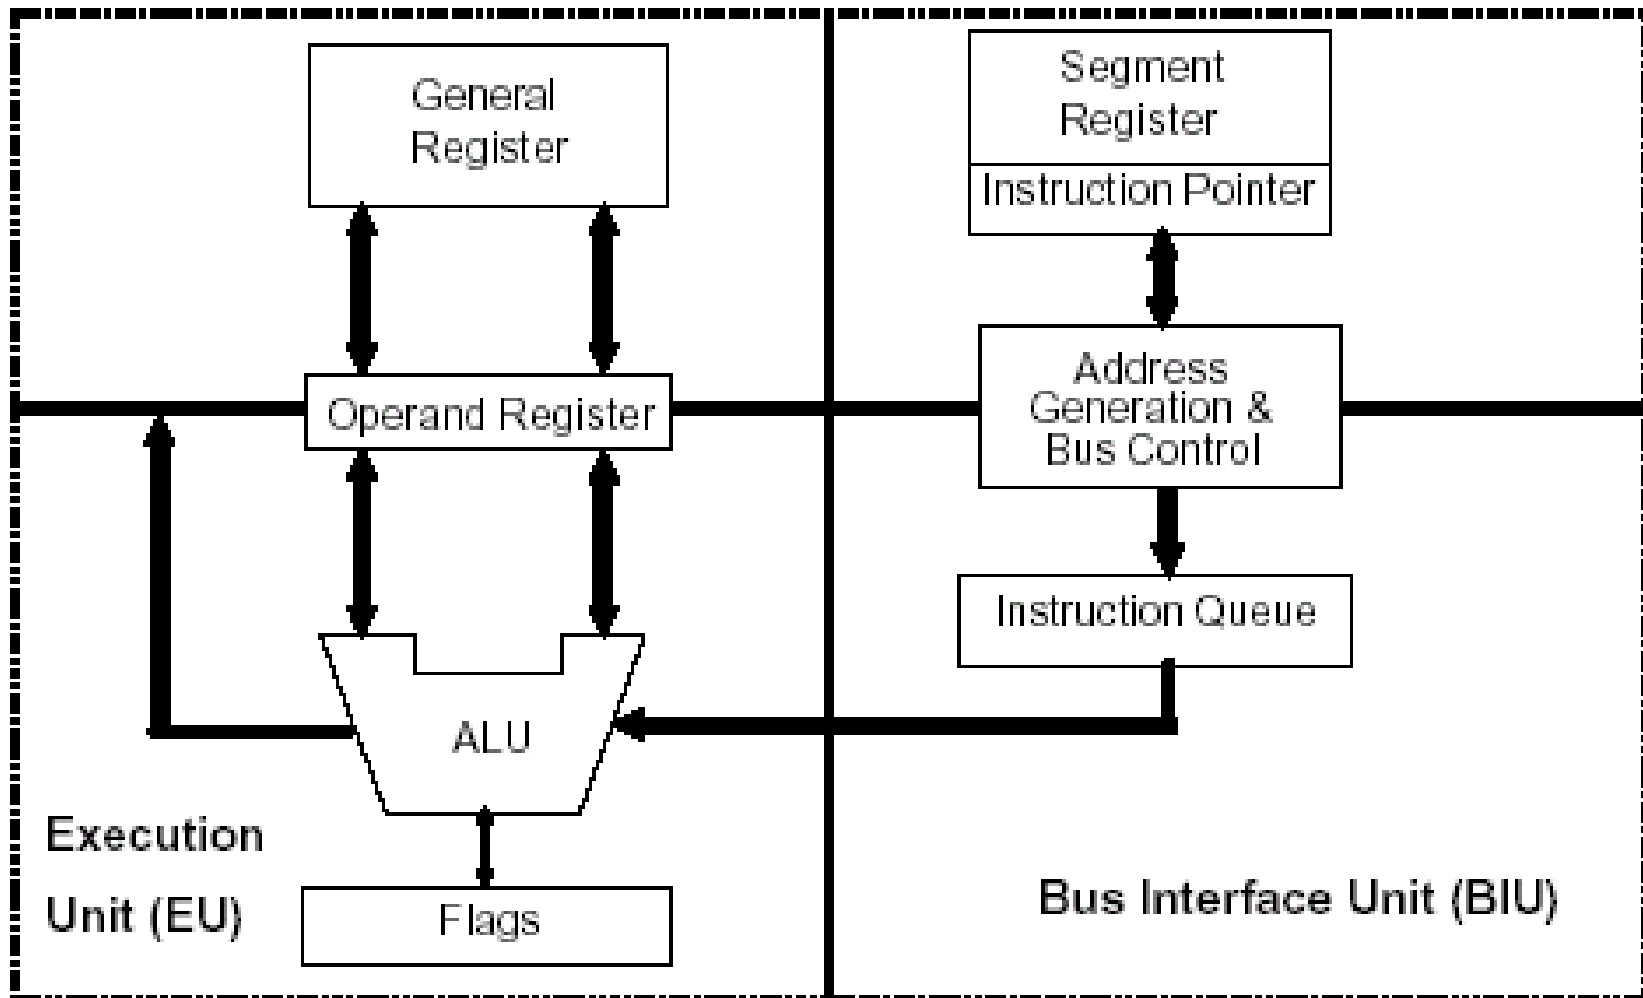 General
Register
Operand Register
ALU
Flags
Execution
Unit (EU)
Segment
Register
Instruction Pointer
Address
Generation &
Bus Control
Instruction Queue
Bus Interface Unit (BIU)